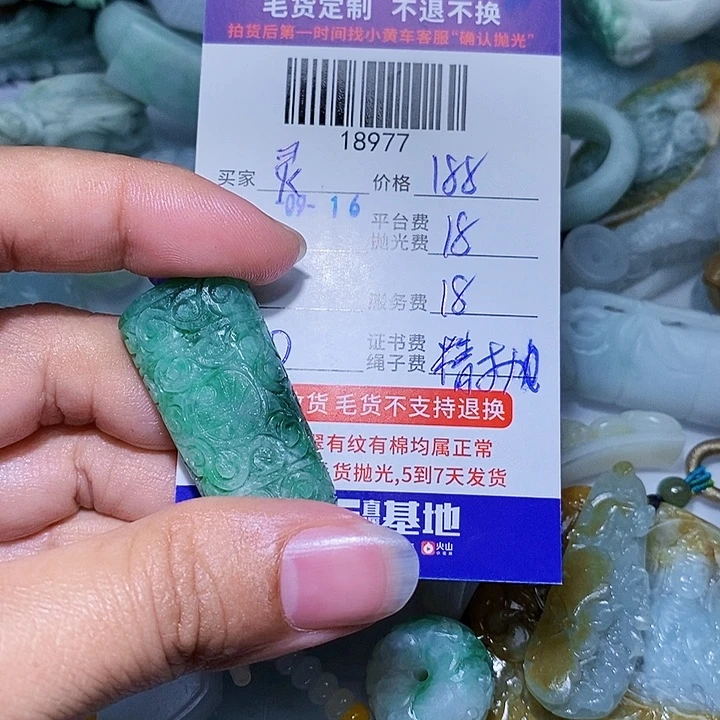 毛货定制 不退不换
拍货后第一时间找小黄车客服“确认抛光”
18977
买家 灵
价格 188
09-16
平台费
抛光费 18
服务费 18
证书费
绳子费 精抛
货 毛货不支持退换
翠有纹有棉均属正常
货抛光,5到7天发货
直播基地
火山